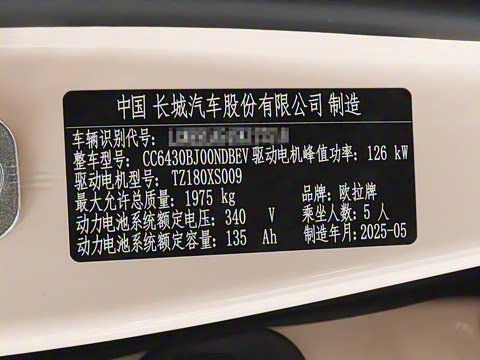 中国 长城汽车股份有限公司 制造
车辆识别代号:
整车型号: CC6430BJ00NDBEV 驱动电机峰值功率: 126 kW
驱动电机型号: TZ180XS009
最大允许总质量: 1975 kg 品牌: 欧拉牌
动力电池系统额定电压: 340 V 乘坐人数: 5 人
动力电池系统额定容量: 135 Ah 制造年月: 2025-05